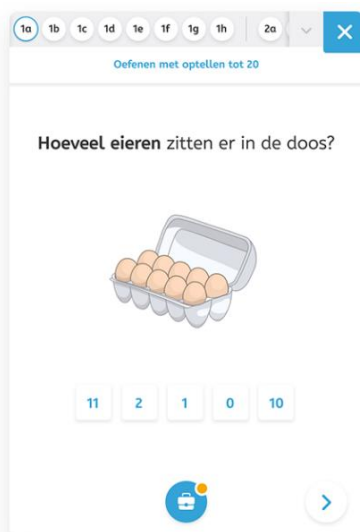 1a 1b 1c 1d 1e 1f 1g 1h 2a
Oefenen met optellen tot 20
Hoeveel eieren zitten er in de doos?
11 2 1 0 10